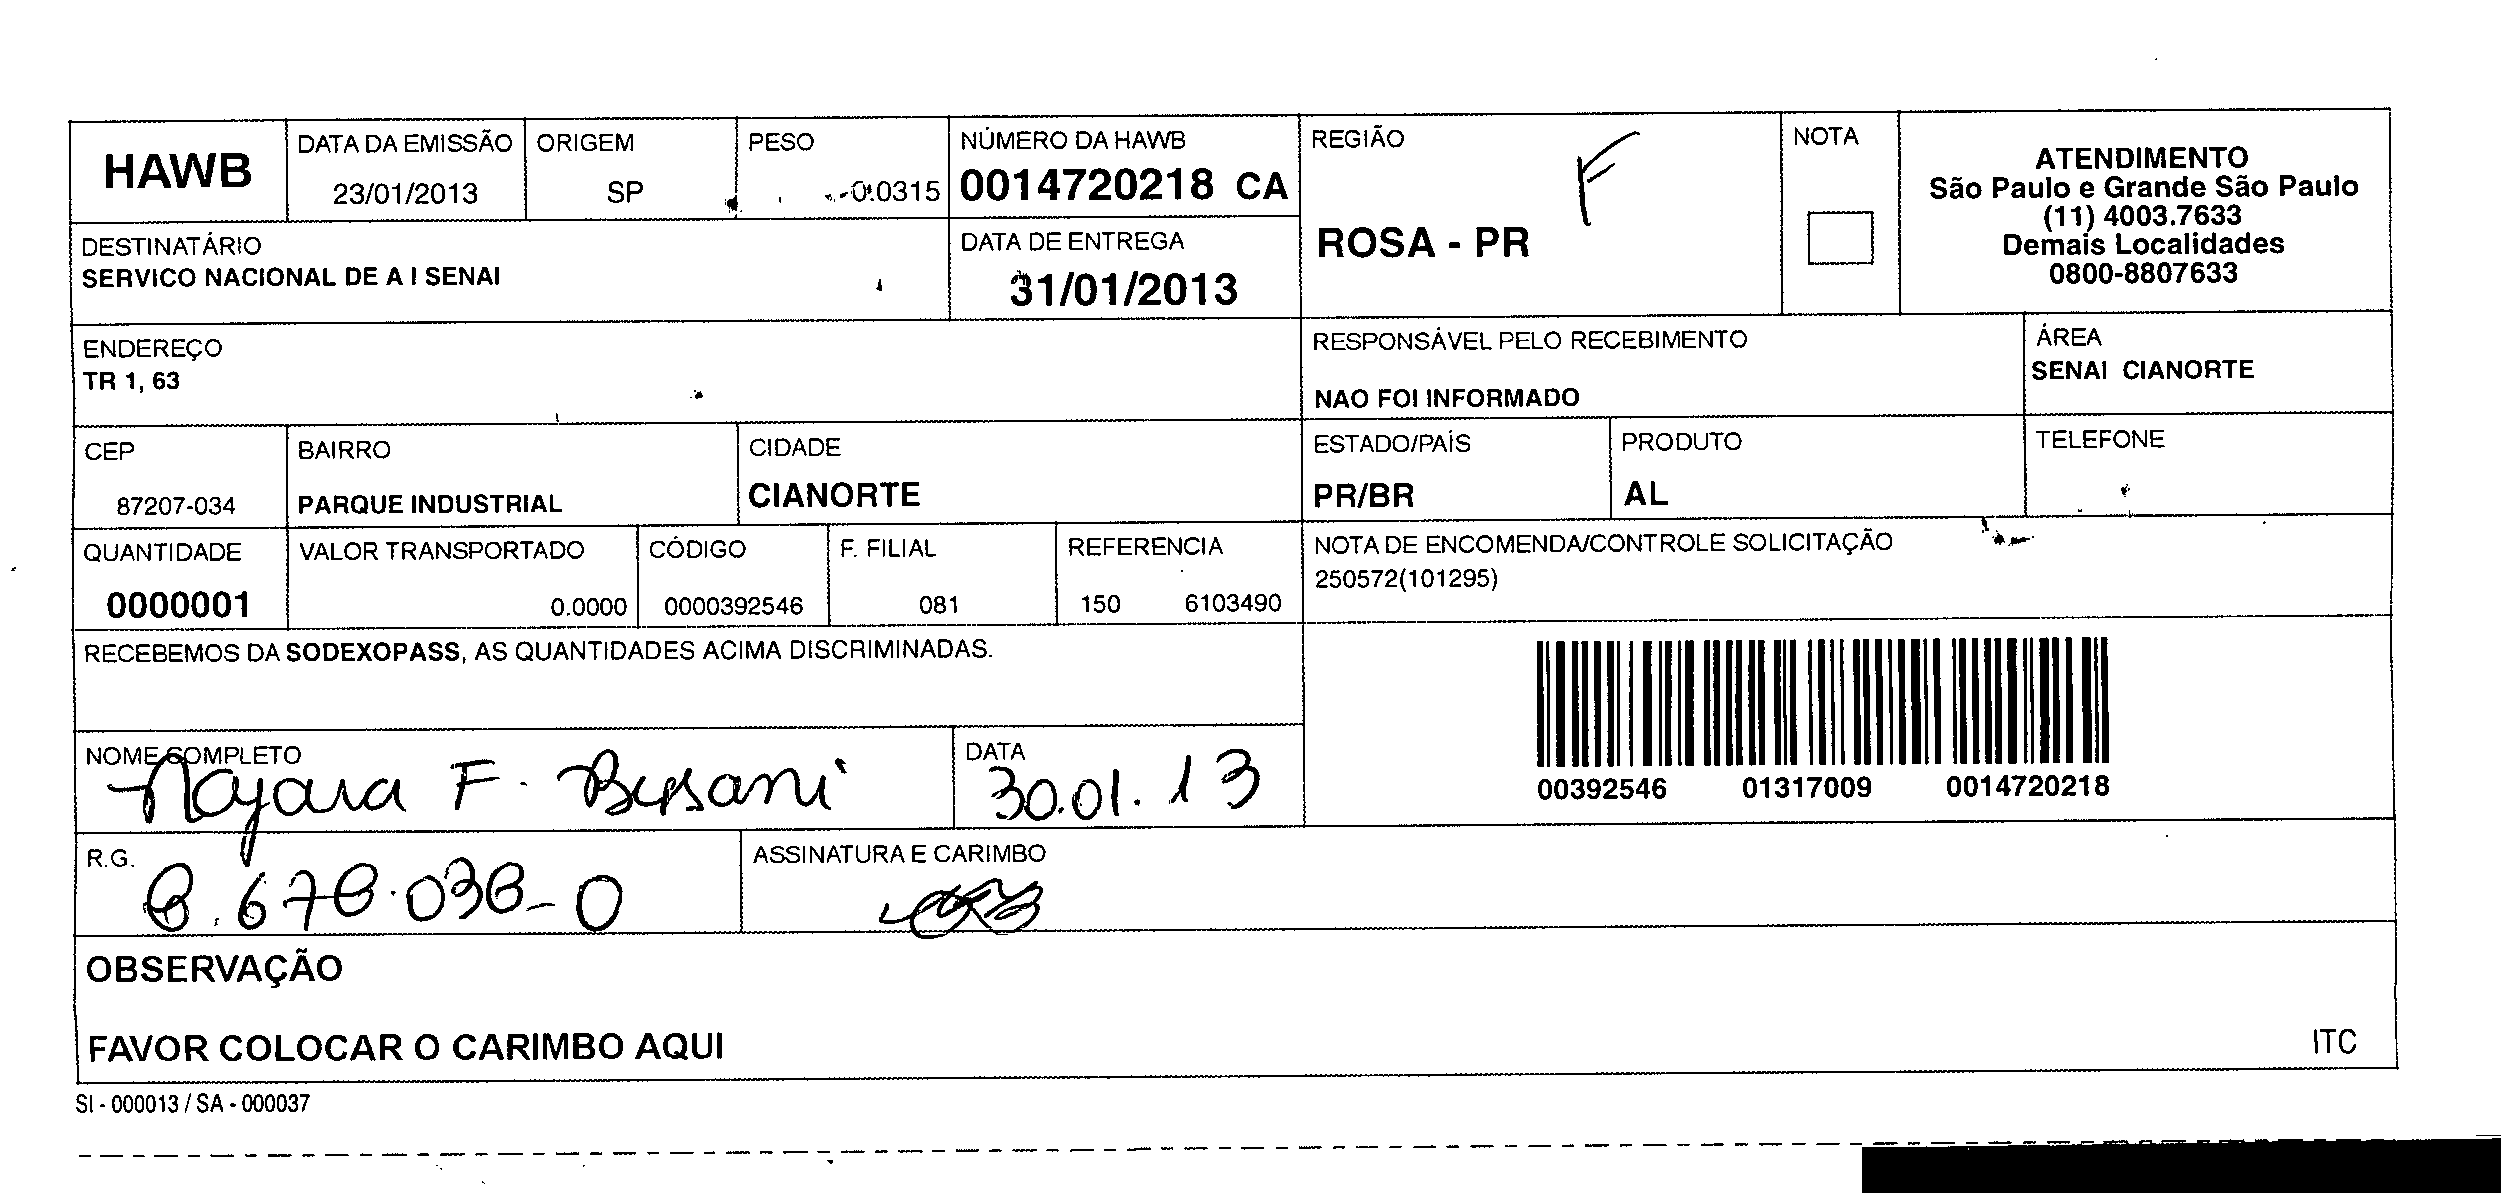 HAWB
DATA DA EMISSÃO
23/01/2013
ORIGEM
SP
PESO
0.0315
NÚMERO DA HAWB
0014720218 CA
REGIÃO
F
ROSA - PR
NOTA
ATENDIMENTO
São Paulo e Grande São Paulo
(11) 4003.7633
Demais Localidades
0800-8807633
DESTINATÁRIO
SERVICO NACIONAL DE A I SENAI
DATA DE ENTREGA
31/01/2013
ENDEREÇO
TR 1, 63
RESPONSÁVEL PELO RECEBIMENTO
NAO FOI INFORMADO
ÁREA
SENAI CIANORTE
CEP
87207-034
BAIRRO
PARQUE INDUSTRIAL
CIDADE
CIANORTE
ESTADO/PAÍS
PR/BR
PRODUTO
AL
TELEFONE
QUANTIDADE
0000001
VALOR TRANSPORTADO
0.0000
CÓDIGO
0000392546
F. FILIAL
081
REFERENCIA
150 6103490
NOTA DE ENCOMENDA/CONTROLE SOLICITAÇÃO
250572(101295)
RECEBEMOS DA SODEXOPASS, AS QUANTIDADES ACIMA DISCRIMINADAS.
00392546 01317009 0014720218
NOME COMPLETO
Nayara F.
DATA
30.01.13
R.G.
8.678.038-0
ASSINATURA E CARIMBO
OBSERVAÇÃO
FAVOR COLOCAR O CARIMBO AQUI
ITC
SI - 000013 / SA - 000037